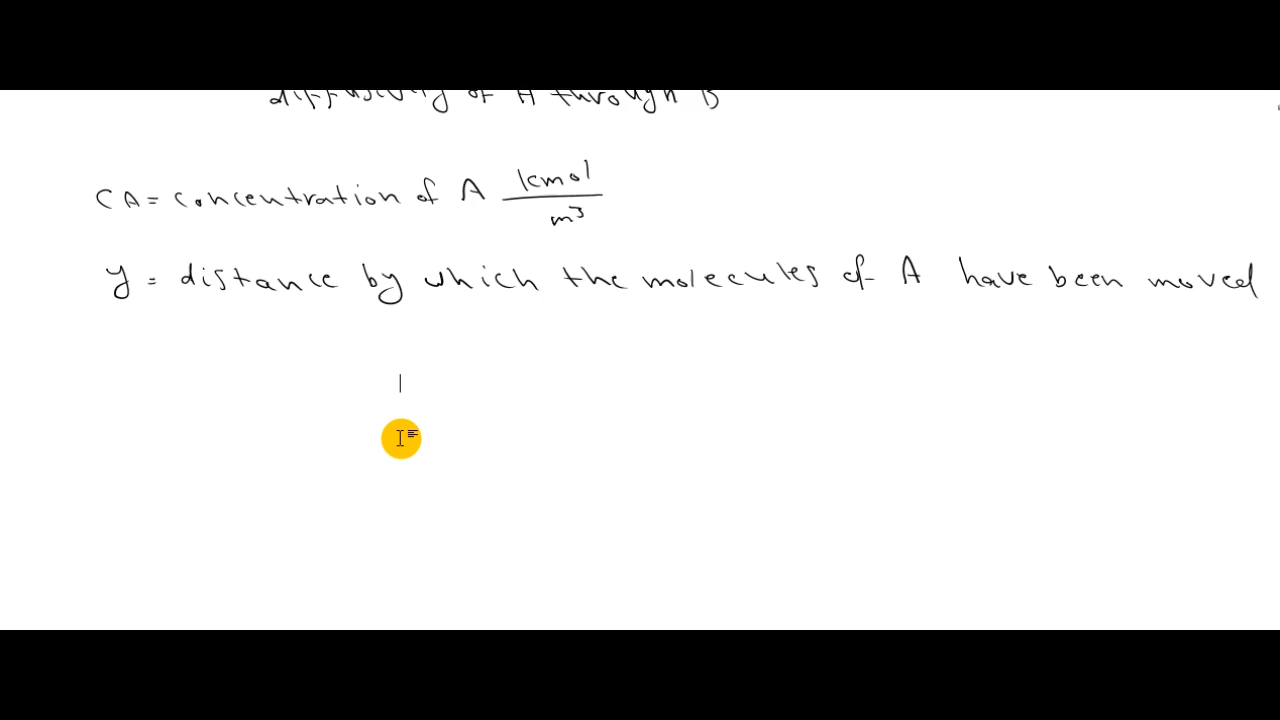 diffusivity of A through B
CA = concentration of A kmol/m³
y = distance by which the molecules of A have been moved